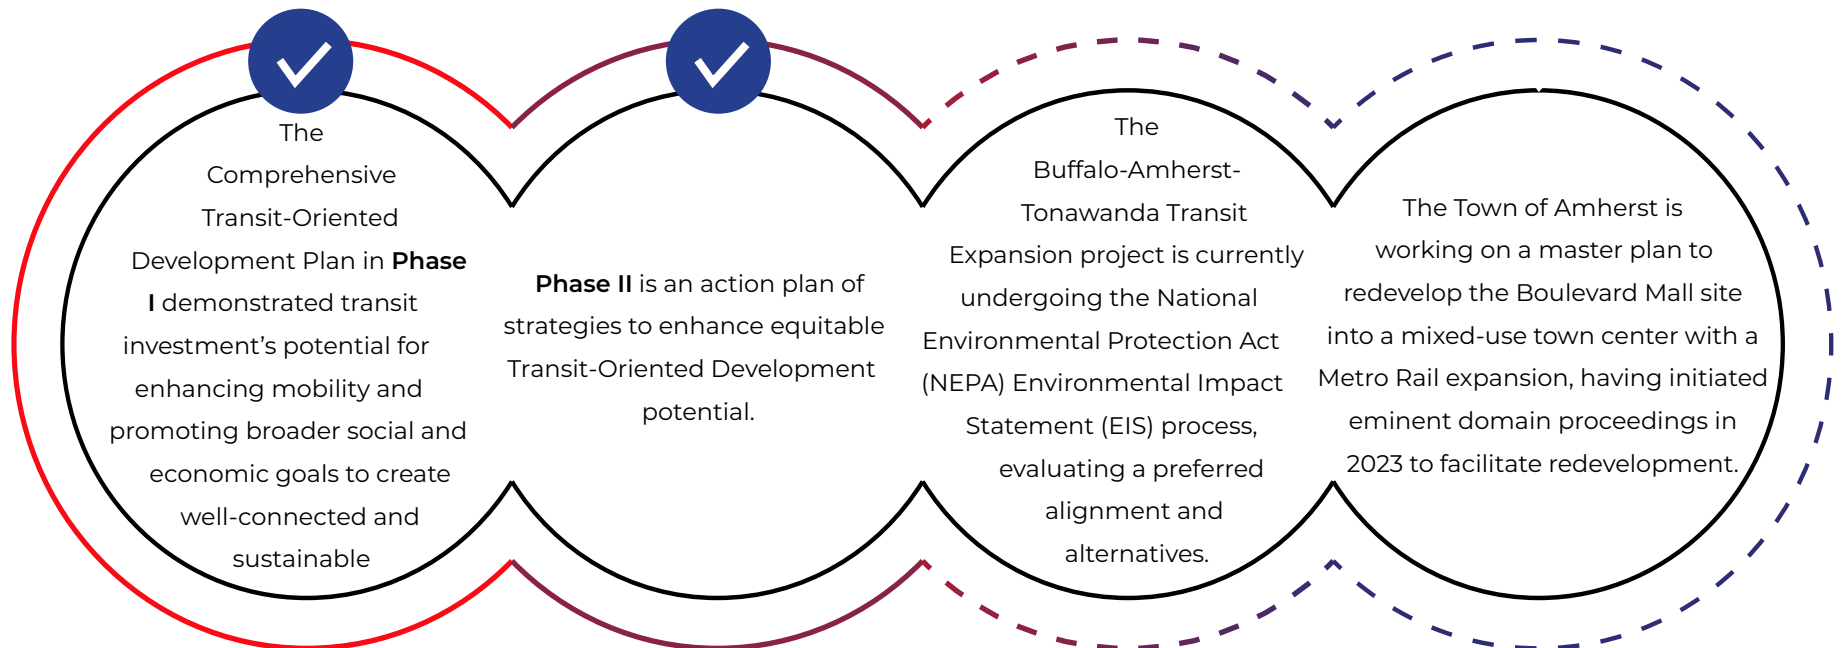 The
Comprehensive
Transit-Oriented
Development Plan in Phase
I demonstrated transit
investment’s potential for
enhancing mobility and
promoting broader social and
economic goals to create
well-connected and
sustainable
Phase II is an action plan of
strategies to enhance equitable
Transit-Oriented Development
potential.
The
Buffalo-Amherst-
Tonawanda Transit
Expansion project is currently
undergoing the National
Environmental Protection Act
(NEPA) Environmental Impact
Statement (EIS) process,
evaluating a preferred
alignment and
alternatives.
The Town of Amherst is
working on a master plan to
redevelop the Boulevard Mall site
into a mixed-use town center with a
Metro Rail expansion, having initiated
eminent domain proceedings in
2023 to facilitate redevelopment.